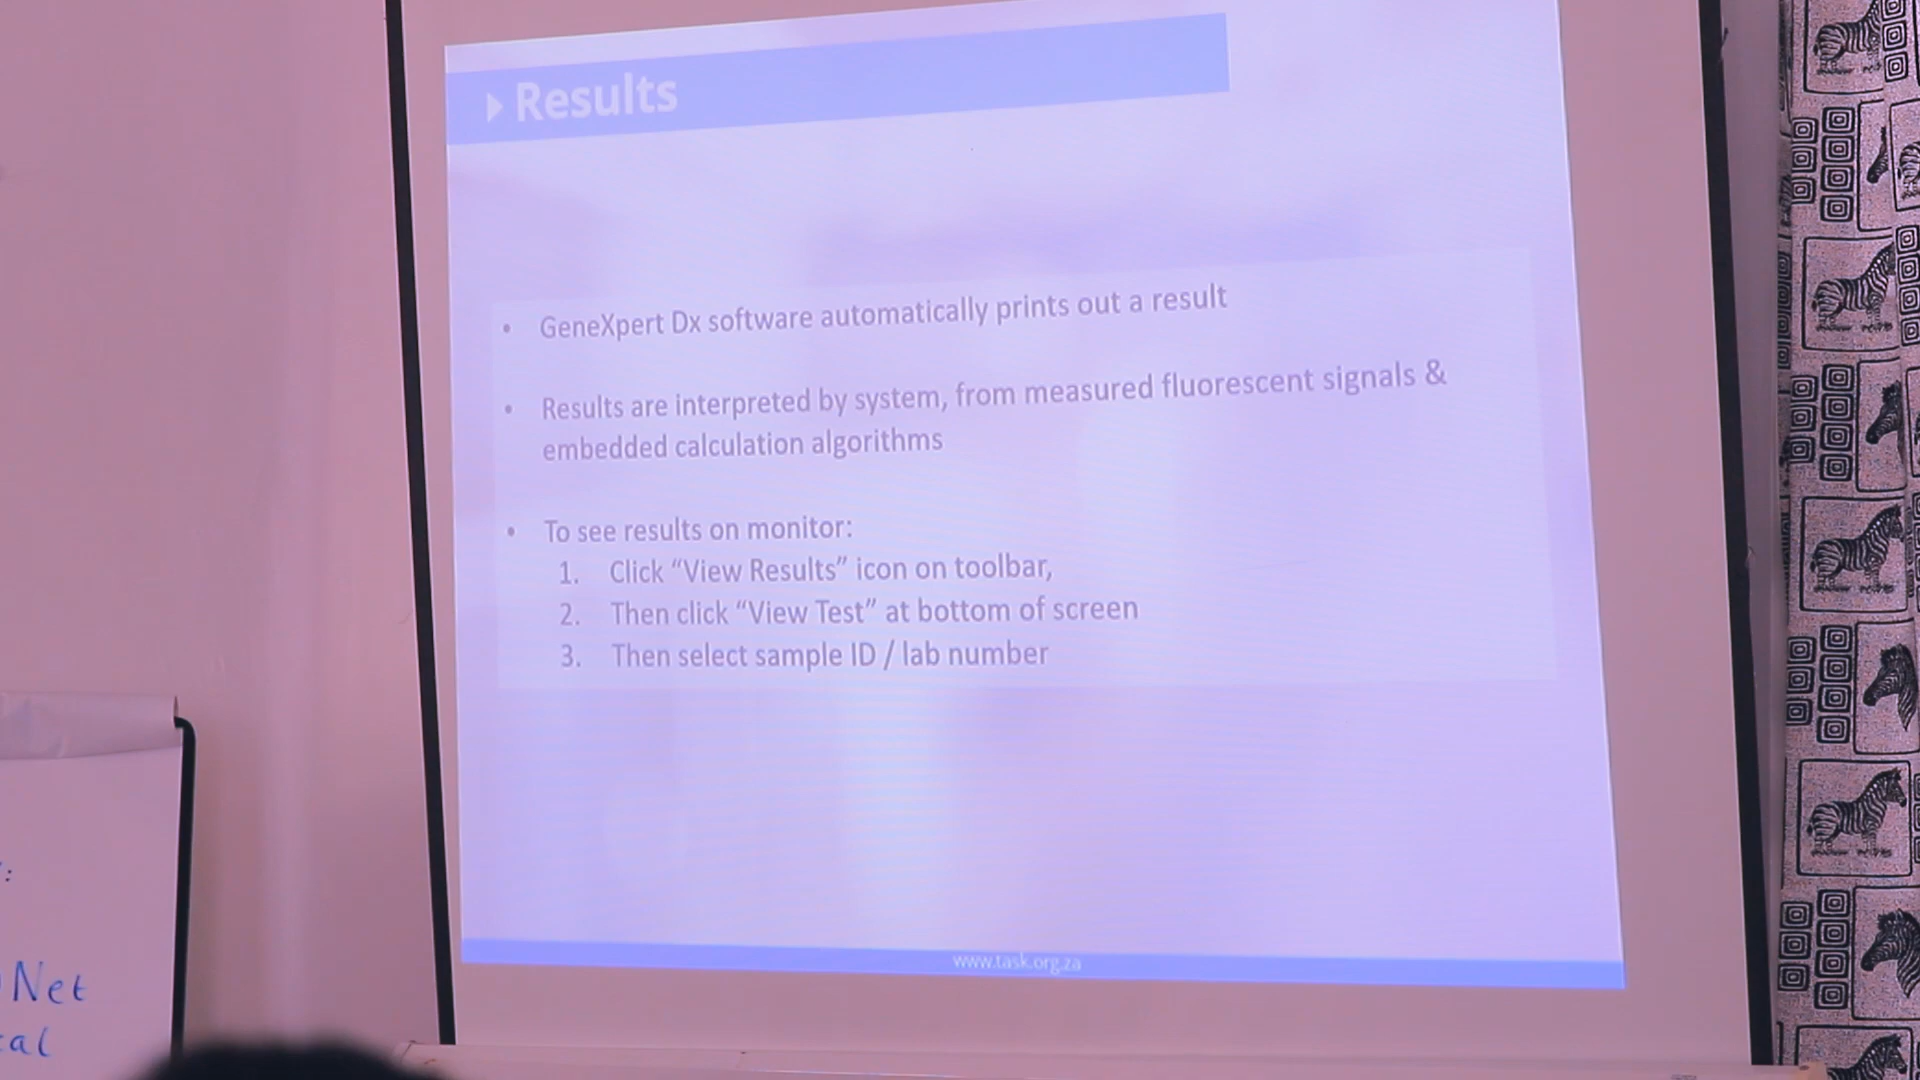 Results
• GeneXpert Dx software automatically prints out a result
• Results are interpreted by system, from measured fluorescent signals &
embedded calculation algorithms
• To see results on monitor:
1. Click “View Results” icon on toolbar,
2. Then click “View Test” at bottom of screen
3. Then select sample ID / lab number
www.task.org.za
Net